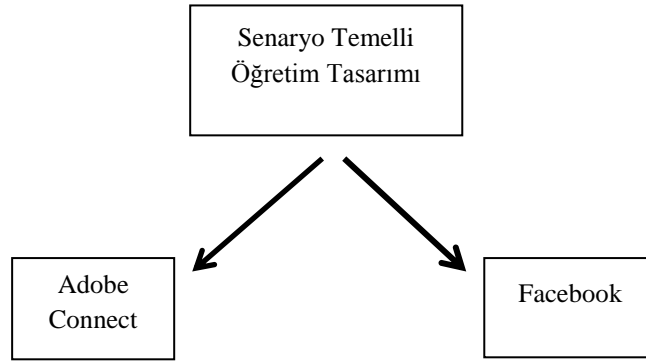 Senaryo Temelli
Öğretim Tasarımı
Adobe
Connect
Facebook